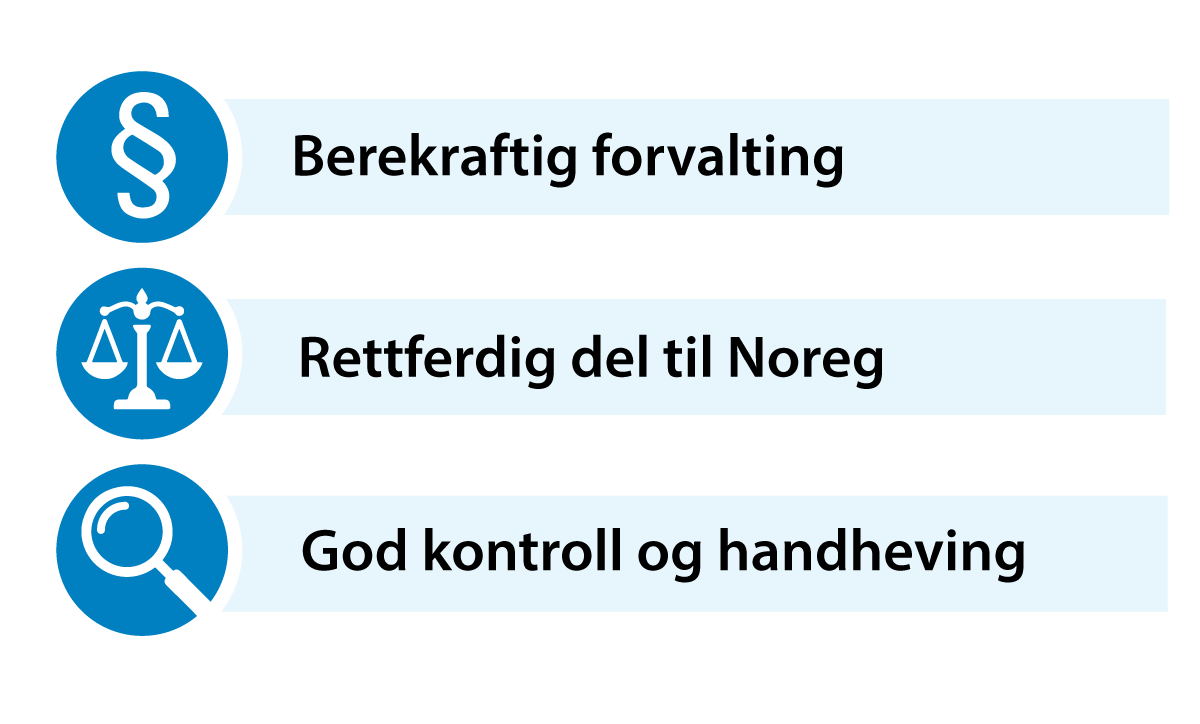 §
Berekraftig forvalting
Rettferdig del til Noreg
God kontroll og handheving